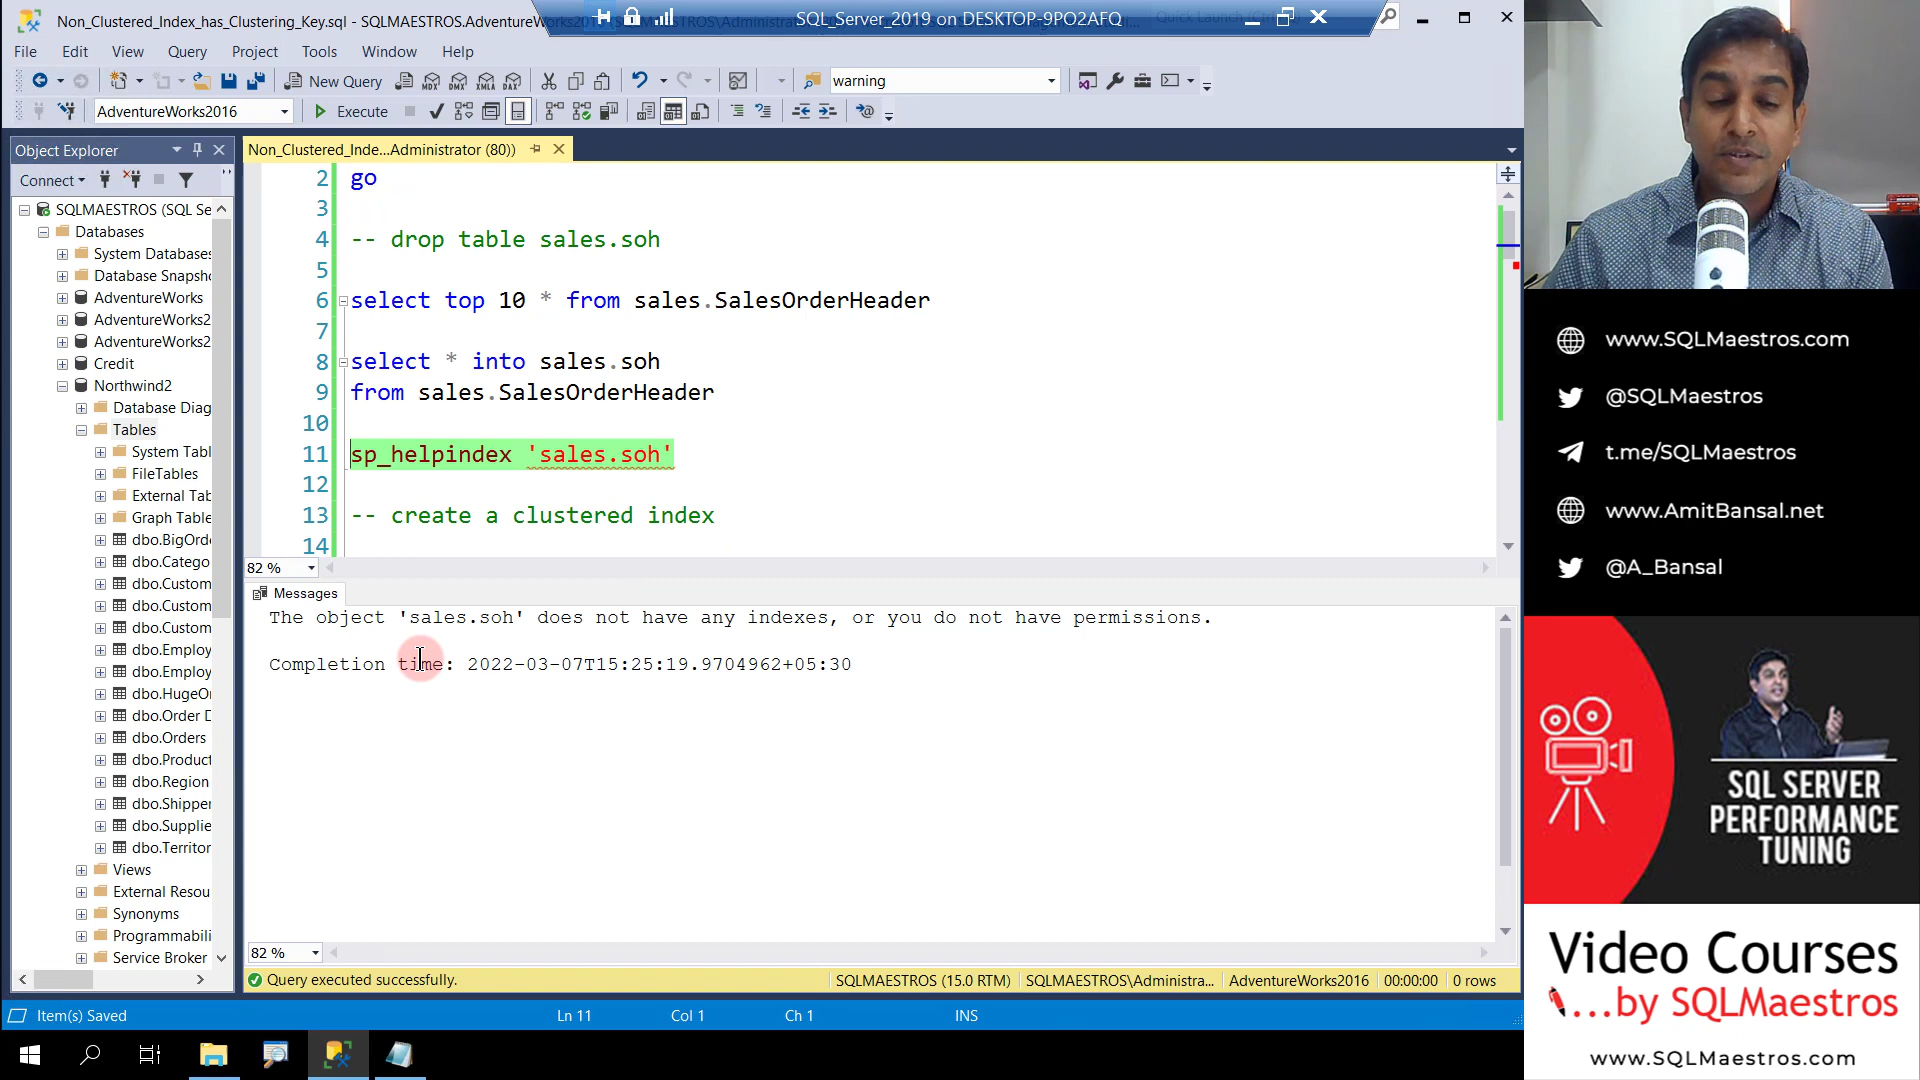 Non_Clustered_Index_has_Clustering_Key.sql - SQLMAESTROS.AdventureWo
SQL Server_2019 on DESKTOP-9PO2AFQ
File Edit View Query Project Tools Window Help
New Query
MDX DMX XMLA DAX
warning
AdventureWorks2016
Execute
Object Explorer
Connect
SQLMAESTROS (SQL Se
Databases
System Databases
Database Snapsho
AdventureWorks
AdventureWorks2
AdventureWorks2
Credit
Northwind2
Database Diag
Tables
System Tabl
FileTables
External Tab
Graph Table
dbo.BigOrde
dbo.Catego
dbo.Custom
dbo.Custom
dbo.Custom
dbo.Employ
dbo.Employ
dbo.HugeOr
dbo.Order D
dbo.Orders
dbo.Product
dbo.Region
dbo.Shipper
dbo.Supplie
dbo.Territor
Views
External Resou
Synonyms
Programmabili
Service Broker
Non_Clustered_Inde...Administrator (80))
2 go
3
4 -- drop table sales.soh
5
6 select top 10 * from sales.SalesOrderHeader
7
8 select * into sales.soh
9 from sales.SalesOrderHeader
10
11 sp_helpindex 'sales.soh'
12
13 -- create a clustered index
14
82 %
Messages
The object 'sales.soh' does not have any indexes, or you do not have permissions.
Completion time: 2022-03-07T15:25:19.9704962+05:30
82 %
Query executed successfully.
SQLMAESTROS (15.0 RTM) SQLMAESTROS\Administra... AdventureWorks2016 00:00:00 0 rows
Item(s) Saved
Ln 11 Col 1 Ch 1 INS
www.SQLMaestros.com
@SQLMaestros
t.me/SQLMaestros
www.AmitBansal.net
@A_Bansal
SQL SERVER
PERFORMANCE
TUNING
Video Courses
...by SQLMaestros
www.SQLMaestros.com